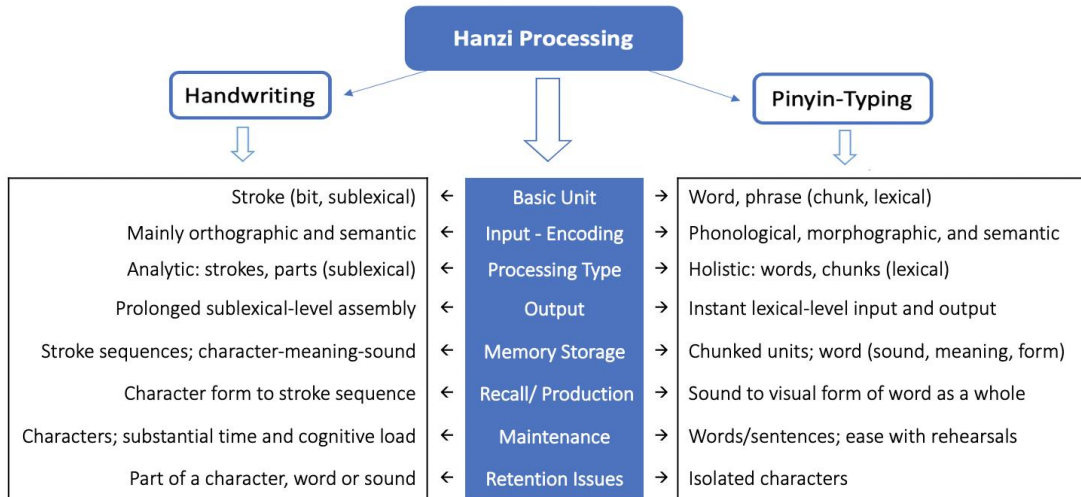 Hanzi Processing
Handwriting
Pinyin-Typing
Stroke (bit, sublexical) ← Basic Unit → Word, phrase (chunk, lexical)
Mainly orthographic and semantic ← Input - Encoding → Phonological, morphographic, and semantic
Analytic: strokes, parts (sublexical) ← Processing Type → Holistic: words, chunks (lexical)
Prolonged sublexical-level assembly ← Output → Instant lexical-level input and output
Stroke sequences; character-meaning-sound ← Memory Storage → Chunked units; word (sound, meaning, form)
Character form to stroke sequence ← Recall/ Production → Sound to visual form of word as a whole
Characters; substantial time and cognitive load ← Maintenance → Words/sentences; ease with rehearsals
Part of a character, word or sound ← Retention Issues → Isolated characters